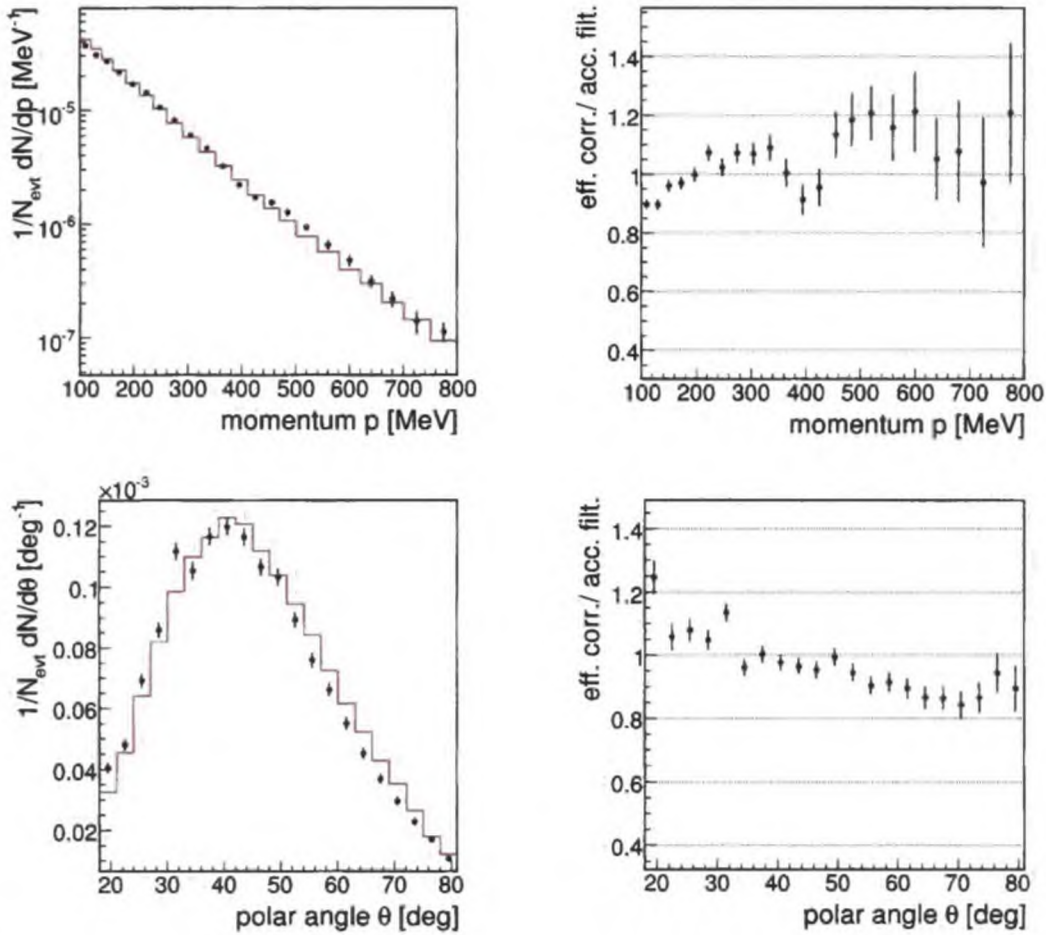 1/N_evt dN/dp [MeV⁻¹]
10⁻⁵
10⁻⁶
10⁻⁷
100 200 300 400 500 600 700 800
momentum p [MeV]
eff. corr./ acc. filt.
1.4
1.2
1
0.8
0.6
0.4
100 200 300 400 500 600 700 800
momentum p [MeV]
×10⁻³
1/N_evt dN/dθ [deg⁻¹]
0.12
0.1
0.08
0.06
0.04
0.02
20 30 40 50 60 70 80
polar angle θ [deg]
eff. corr./ acc. filt.
1.4
1.2
1
0.8
0.6
0.4
20 30 40 50 60 70 80
polar angle θ [deg]